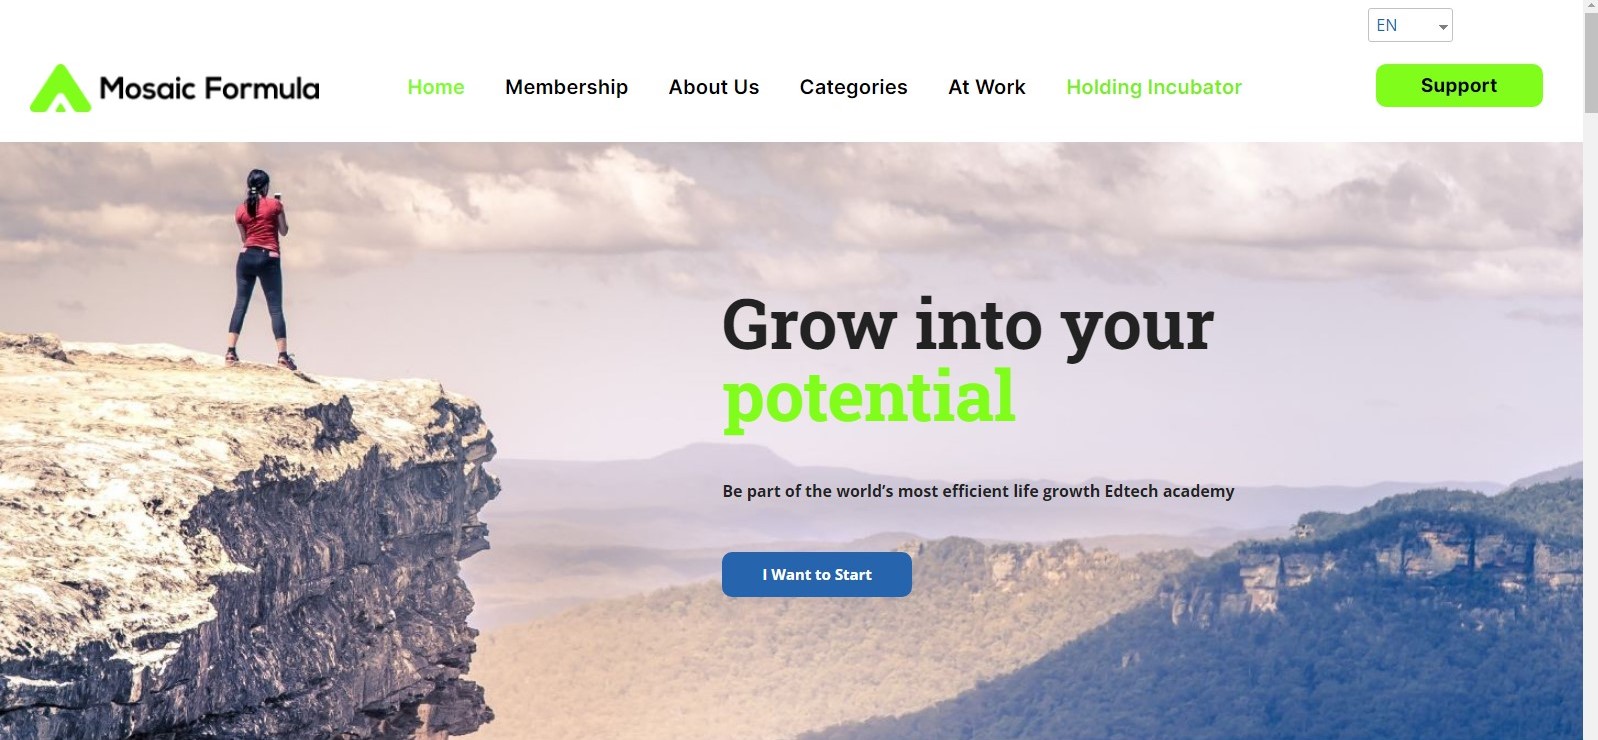 EN
Mosaic Formula
Home
Membership
About Us
Categories
At Work
Holding Incubator
Support
Grow into your
potential
Be part of the world’s most efficient life growth Edtech academy
I Want to Start